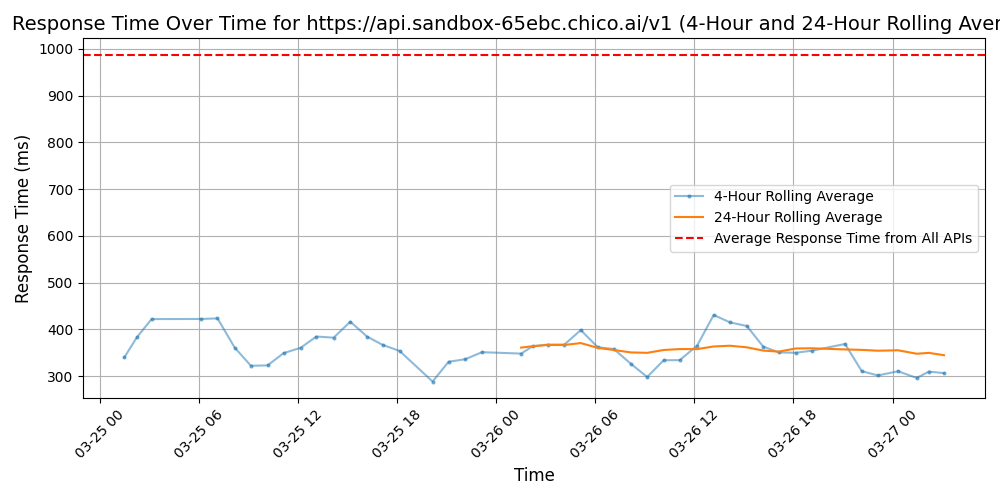 Response Time Over Time for https://api.sandbox-65ebc.chico.ai/v1 (4-Hour and 24-Hour Rolling Aver
Response Time (ms)
1000
900
800
700
600
500
400
300
4-Hour Rolling Average
24-Hour Rolling Average
Average Response Time from All APIs
03-25 00
03-25 06
03-25 12
03-25 18
03-26 00
03-26 06
03-26 12
03-26 18
03-27 00
Time